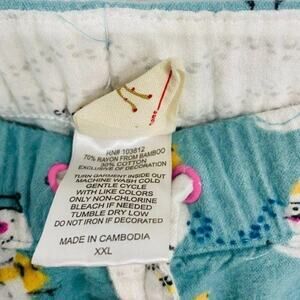 RN# 103812
70% RAYON FROM BAMBOO
30% COTTON
EXCLUSIVE OF DECORATED
TURN GARMENT INSIDE OUT
MACHINE WASH COLD
GENTLE CYCLE
WITH LIKE COLORS
ONLY NON-CHLORINE
BLEACH IF NEEDED
TUMBLE DRY LOW
DO NOT IRON IF DECORATED
MADE IN CAMBODIA
XXL